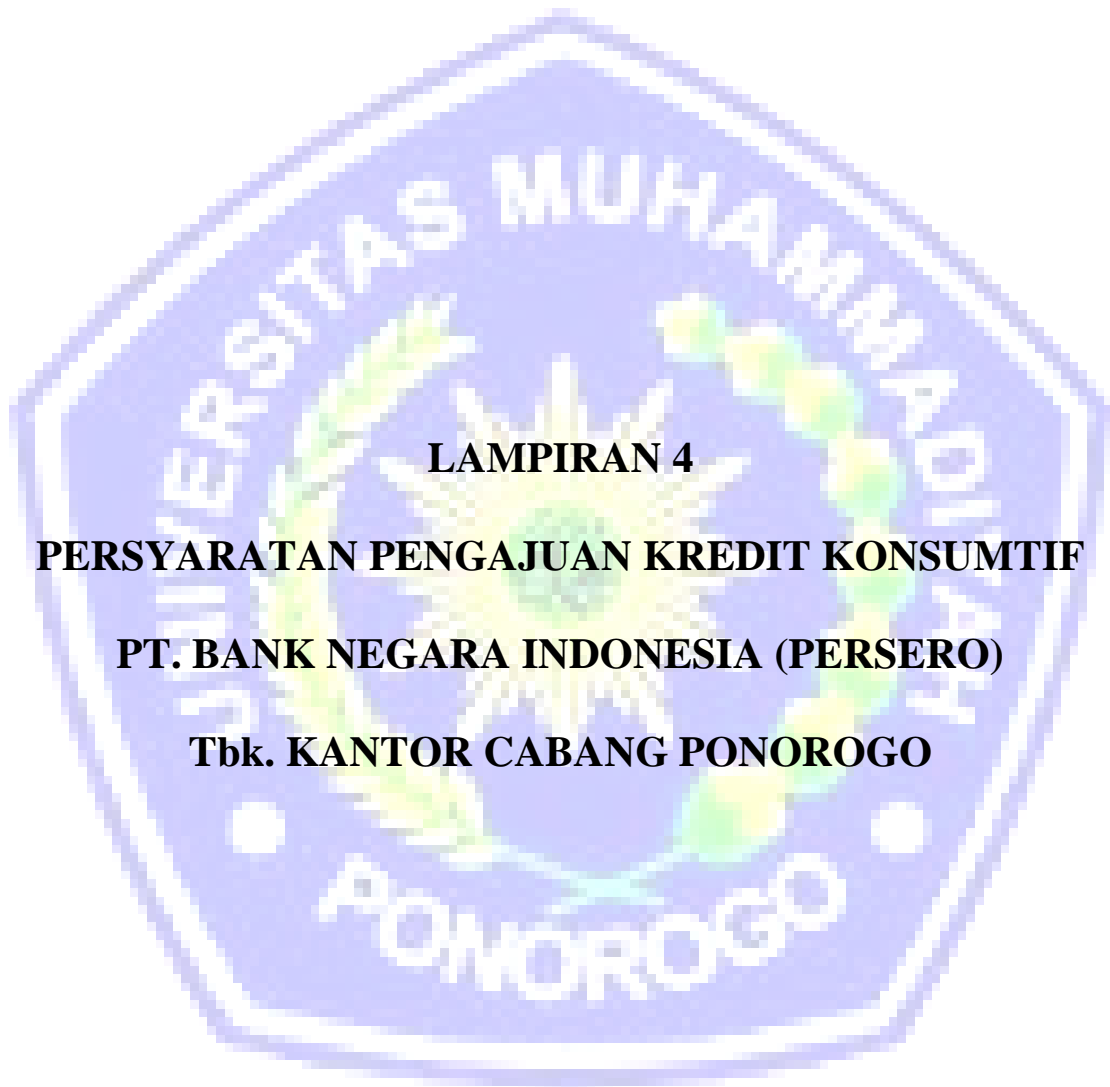 UNIVERSITAS MUHAMMADIYAH
LAMPIRAN 4
PERSYARATAN PENGAJUAN KREDIT KONSUMTIF
PT. BANK NEGARA INDONESIA (PERSERO)
Tbk. KANTOR CABANG PONOROGO
PONOROGO